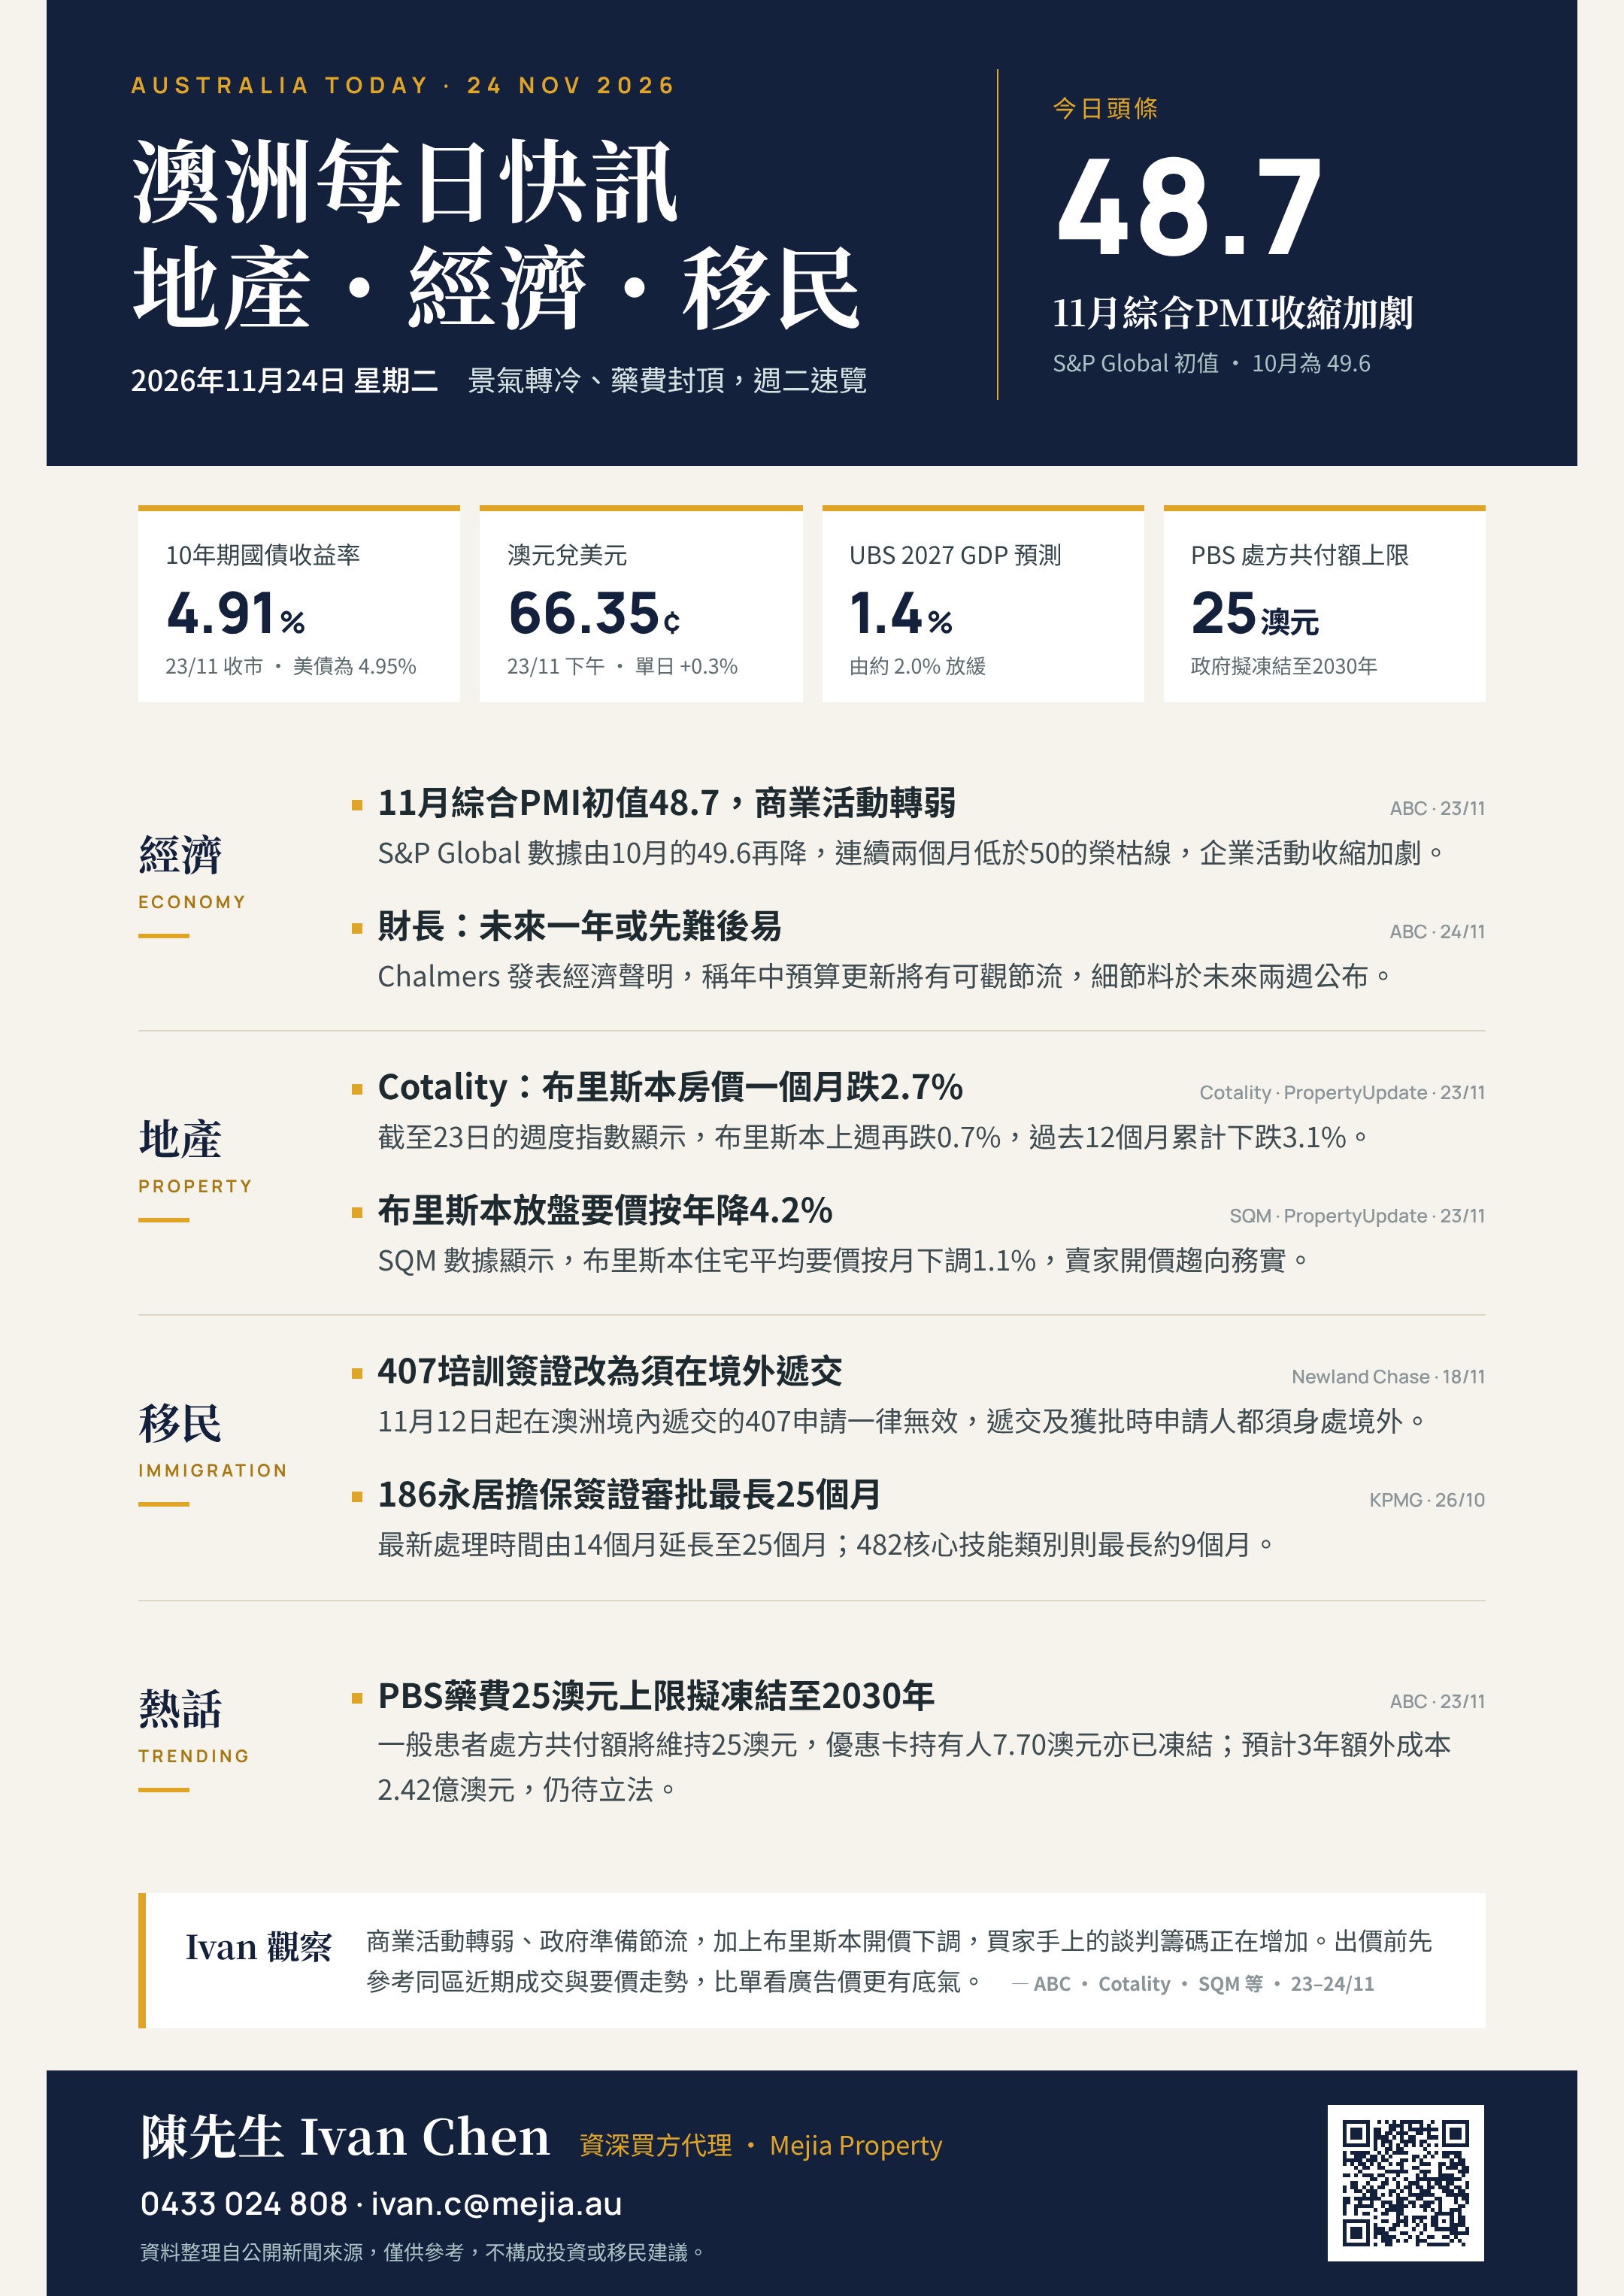 AUSTRALIA TODAY · 24 NOV 2026
澳洲每日快訊
地產・經濟・移民
2026年11月24日 星期二 景氣轉冷、藥費封頂，週二速覽
今日頭條
48.7
11月綜合PMI收縮加劇
S&P Global 初值 · 10月為 49.6
10年期國債收益率
4.91%
23/11 收市 · 美債為 4.95%
澳元兌美元
66.35¢
23/11 下午 · 單日 +0.3%
UBS 2027 GDP 預測
1.4%
由約 2.0% 放緩
PBS 處方共付額上限
25澳元
政府擬凍結至2030年
經濟
ECONOMY
11月綜合PMI初值48.7，商業活動轉弱 ABC · 23/11
S&P Global 數據由10月的49.6再降，連續兩個月低於50的榮枯線，企業活動收縮加劇。
財長：未來一年或先難後易 ABC · 24/11
Chalmers 發表經濟聲明，稱年中預算更新將有可觀節流，細節料於未來兩週公布。
地產
PROPERTY
Cotality：布里斯本房價一個月跌2.7% Cotality · PropertyUpdate · 23/11
截至23日的週度指數顯示，布里斯本上週再跌0.7%，過去12個月累計下跌3.1%。
布里斯本放盤要價按年降4.2% SQM · PropertyUpdate · 23/11
SQM 數據顯示，布里斯本住宅平均要價按月下調1.1%，賣家開價趨向務實。
移民
IMMIGRATION
407培訓簽證改為須在境外遞交 Newland Chase · 18/11
11月12日起在澳洲境內遞交的407申請一律無效，遞交及獲批時申請人都須身處境外。
186永居擔保簽證審批最長25個月 KPMG · 26/10
最新處理時間由14個月延長至25個月；482核心技能類別則最長約9個月。
熱話
TRENDING
PBS藥費25澳元上限擬凍結至2030年 ABC · 23/11
一般患者處方共付額將維持25澳元，優惠卡持有人7.70澳元亦已凍結；預計3年額外成本
2.42億澳元，仍待立法。
Ivan 觀察
商業活動轉弱、政府準備節流，加上布里斯本開價下調，買家手上的談判籌碼正在增加。出價前先
參考同區近期成交與要價走勢，比單看廣告價更有底氣。 — ABC · Cotality · SQM 等 · 23–24/11
陳先生 Ivan Chen 資深買方代理 · Mejia Property
0433 024 808 · ivan.c@mejia.au
資料整理自公開新聞來源，僅供參考，不構成投資或移民建議。